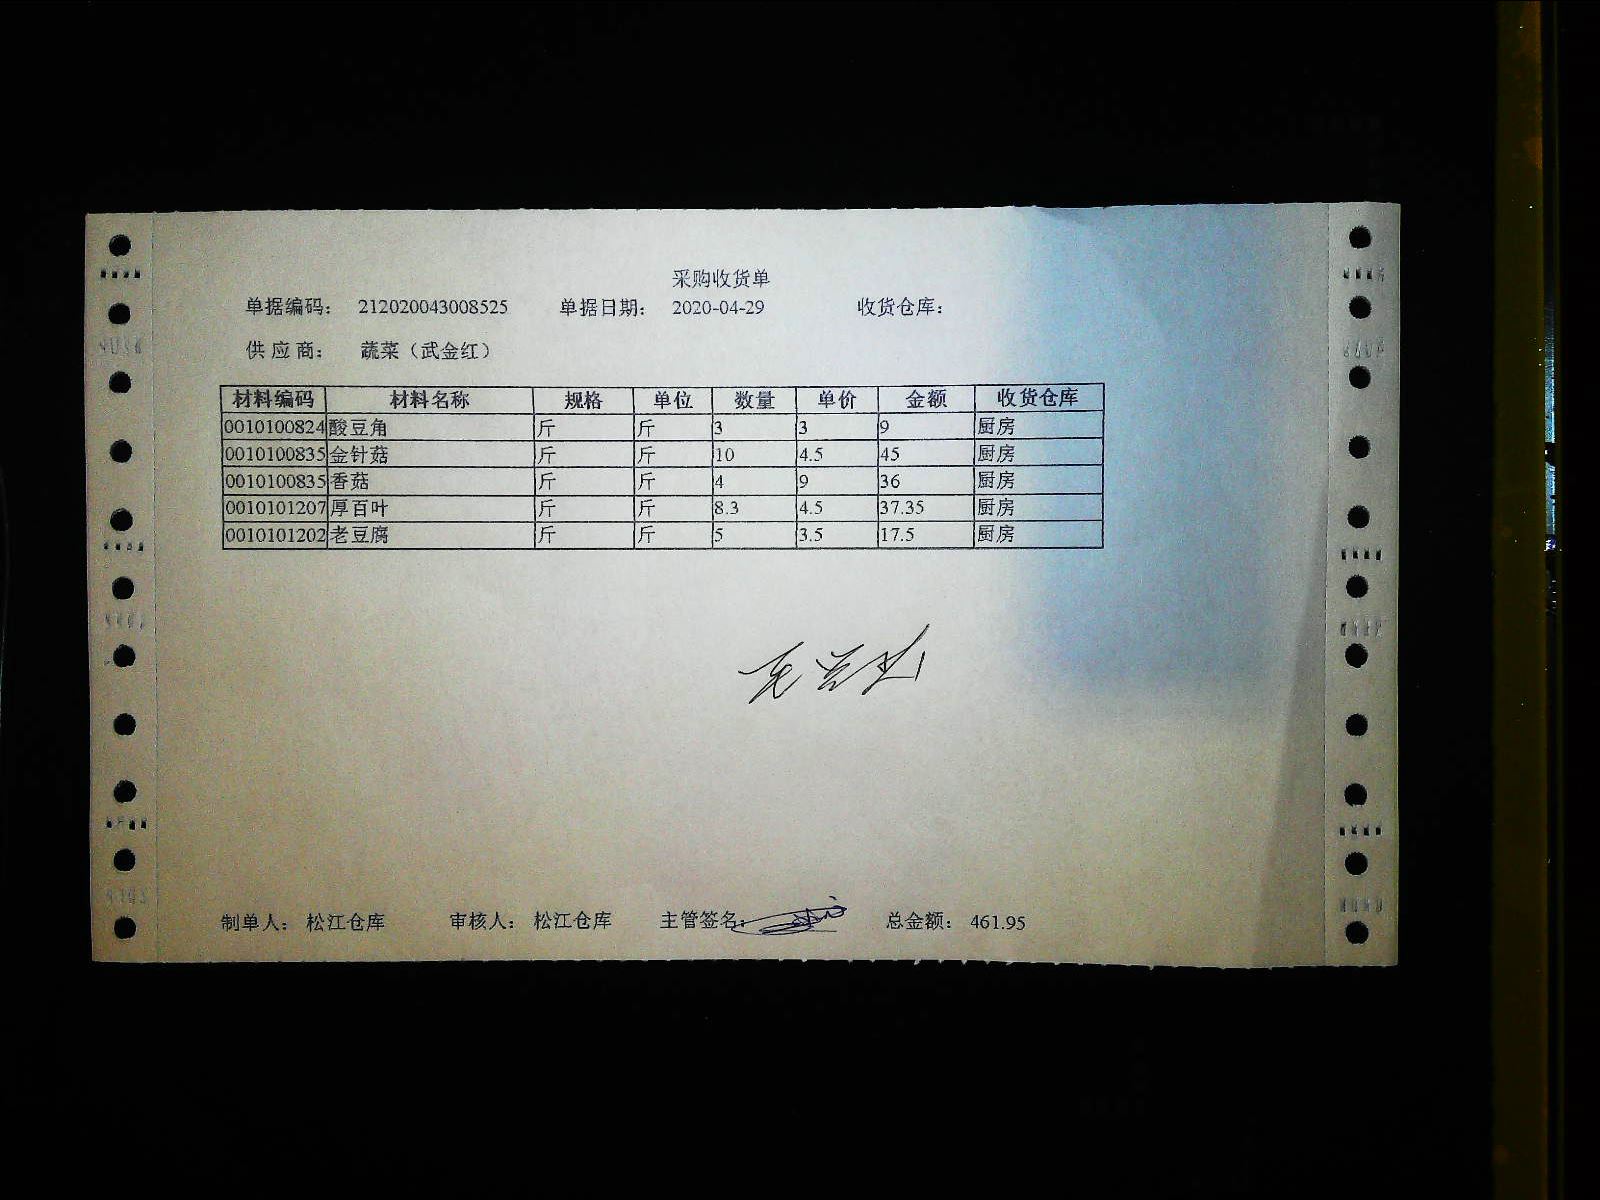 采购收货单
单据编码： 212020043008525 单据日期： 2020-04-29 收货仓库：
供 应 商： 蔬菜（武金红）
材料编码 材料名称 规格 单位 数量 单价 金额 收货仓库
0010100824 酸豆角 斤 斤 3 3 9 厨房
0010100835 金针菇 斤 斤 10 4.5 45 厨房
0010100835 香菇 斤 斤 4 9 36 厨房
0010101207 厚百叶 斤 斤 8.3 4.5 37.35 厨房
0010101202 老豆腐 斤 斤 5 3.5 17.5 厨房
制单人： 松江仓库 审核人： 松江仓库 主管签名： 总金额： 461.95